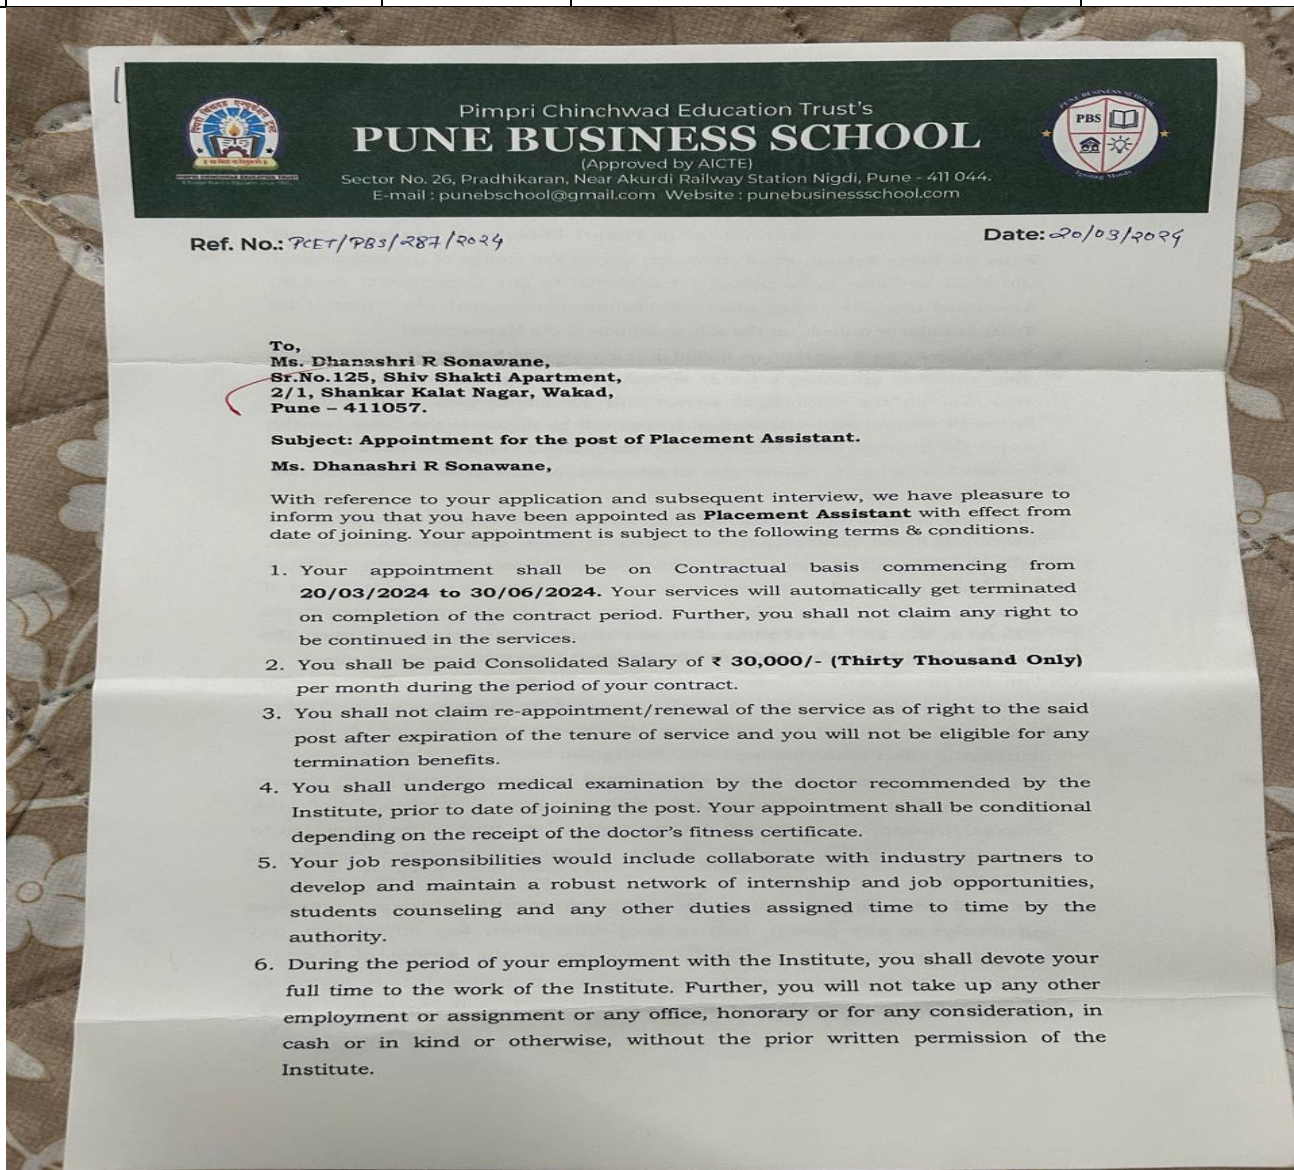 Pimpri Chinchwad Education Trust's
PUNE BUSINESS SCHOOL
(Approved by AICTE)
Sector No. 26, Pradhikaran, Near Akurdi Railway Station Nigdi, Pune - 411 044.
E-mail : punebschool@gmail.com Website : punebusinessschool.com
PIMPRI CHINCHWAD EDUCATION TRUST
PUNE BUSINESS SCHOOL
PBS
Igniting Minds
Ref. No.: PCET/PBS/287/2024
Date: 20/03/2024
To,
Ms. Dhanashri R Sonawane,
Sr.No.125, Shiv Shakti Apartment,
2/1, Shankar Kalat Nagar, Wakad,
Pune – 411057.
Subject: Appointment for the post of Placement Assistant.
Ms. Dhanashri R Sonawane,
With reference to your application and subsequent interview, we have pleasure to
inform you that you have been appointed as Placement Assistant with effect from
date of joining. Your appointment is subject to the following terms & conditions.
1. Your appointment shall be on Contractual basis commencing from
20/03/2024 to 30/06/2024. Your services will automatically get terminated
on completion of the contract period. Further, you shall not claim any right to
be continued in the services.
2. You shall be paid Consolidated Salary of ₹ 30,000/- (Thirty Thousand Only)
per month during the period of your contract.
3. You shall not claim re-appointment/renewal of the service as of right to the said
post after expiration of the tenure of service and you will not be eligible for any
termination benefits.
4. You shall undergo medical examination by the doctor recommended by the
Institute, prior to date of joining the post. Your appointment shall be conditional
depending on the receipt of the doctor's fitness certificate.
5. Your job responsibilities would include collaborate with industry partners to
develop and maintain a robust network of internship and job opportunities,
students counseling and any other duties assigned time to time by the
authority.
6. During the period of your employment with the Institute, you shall devote your
full time to the work of the Institute. Further, you will not take up any other
employment or assignment or any office, honorary or for any consideration, in
cash or in kind or otherwise, without the prior written permission of the
Institute.